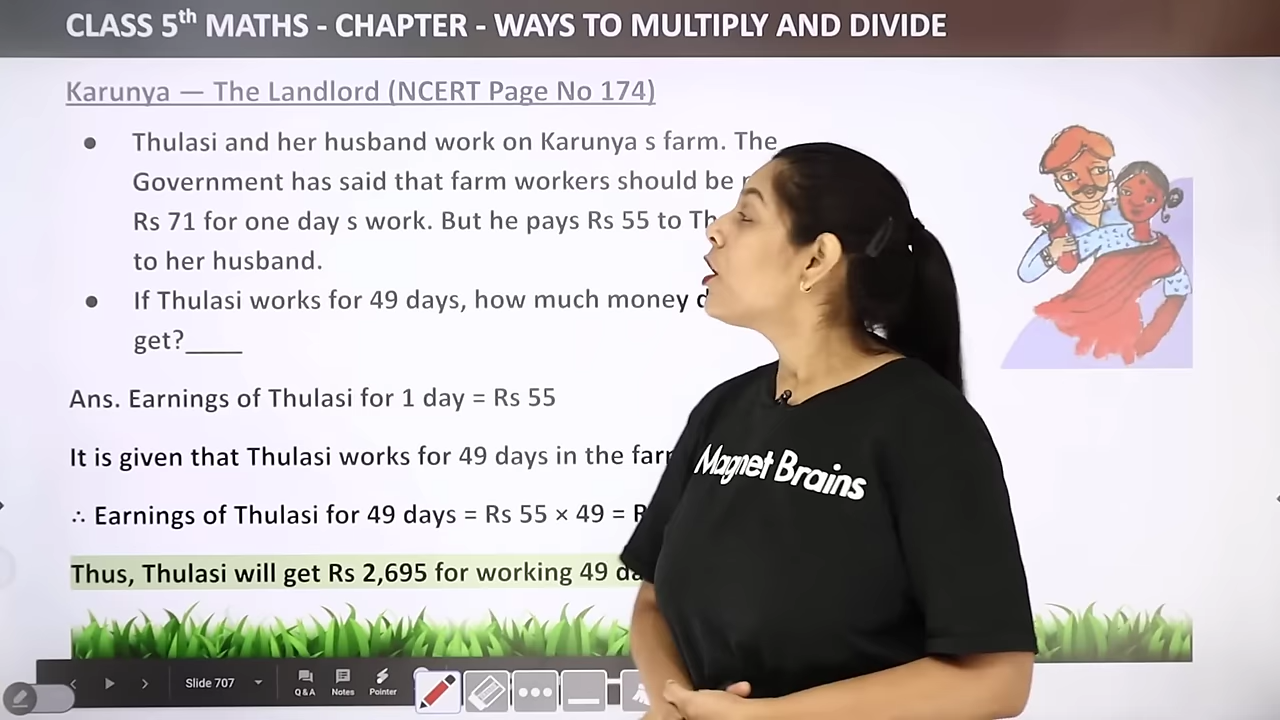 CLASS 5th MATHS - CHAPTER - WAYS TO MULTIPLY AND DIVIDE
Karunya — The Landlord (NCERT Page No 174)
● Thulasi and her husband work on Karunya s farm. The
Government has said that farm workers should be
Rs 71 for one day s work. But he pays Rs 55 to
to her husband.
● If Thulasi works for 49 days, how much money
get?____
Ans. Earnings of Thulasi for 1 day = Rs 55
It is given that Thulasi works for 49 days in the
∴ Earnings of Thulasi for 49 days = Rs 55 × 49 =
Thus, Thulasi will get Rs 2,695 for working 49
Magnet Brains
Slide 707
Q & A
Notes
Pointer